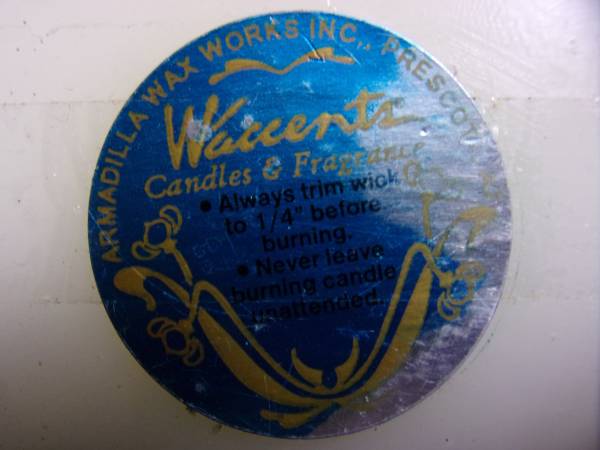 ARMADILLA WAX WORKS INC., PRESCOTT
Waxcents
Candles & Fragrance
• Always trim wick
to 1/4" before
burning.
• Never leave
burning candle
unattended.